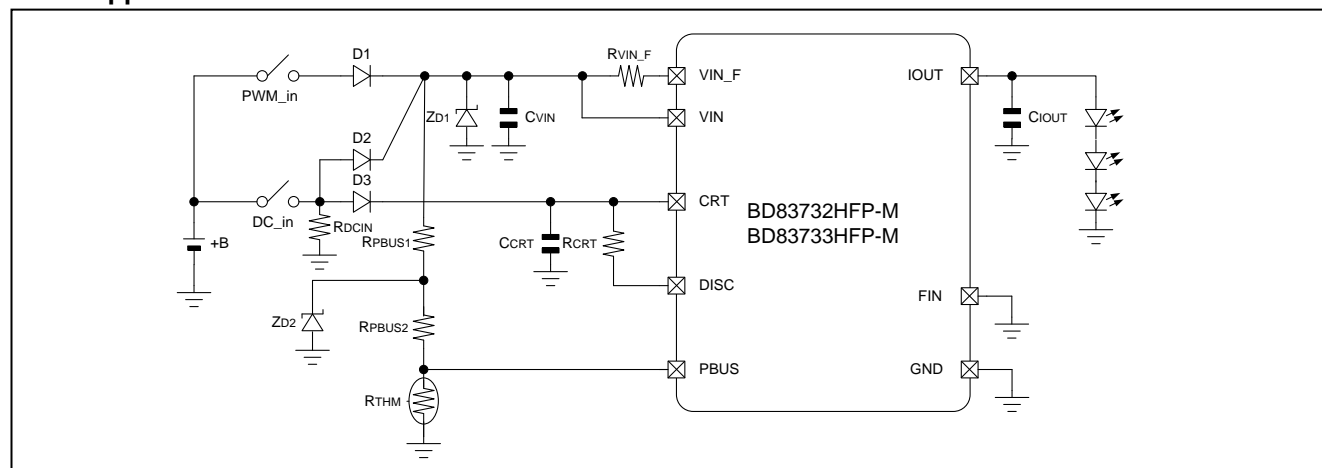 D1
RVIN_F
VIN_F
IOUT
PWM_in
ZD1
CVIN
VIN
CIOUT
D2
D3
CRT
BD83732HFP-M
BD83733HFP-M
DC_in
RDCIN
+B
RPBUS1
CCRT
RCRT
DISC
FIN
ZD2
RPBUS2
PBUS
GND
RTHM